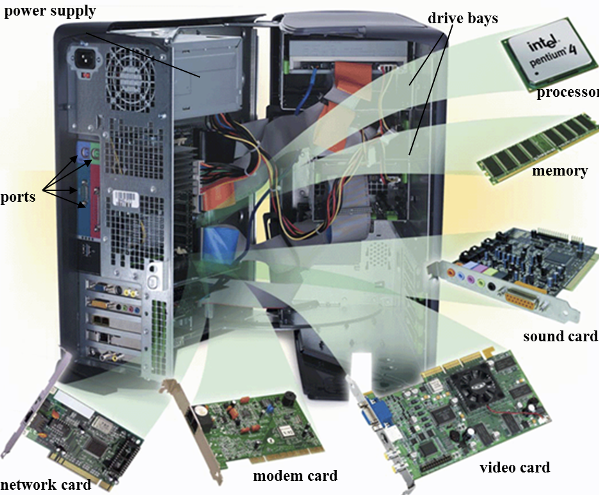 power supply
drive bays
intel
pentium 4
processor
memory
ports
sound card
video card
modem card
network card